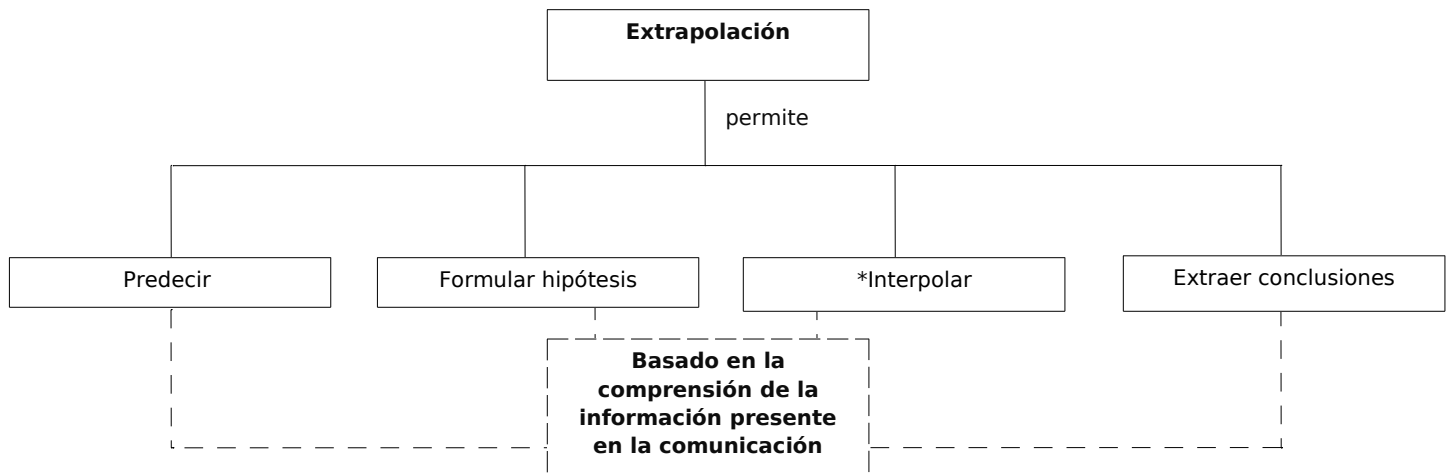 Extrapolación
permite
Predecir
Formular hipótesis
*Interpolar
Extraer conclusiones
Basado en la
comprensión de la
información presente
en la comunicación